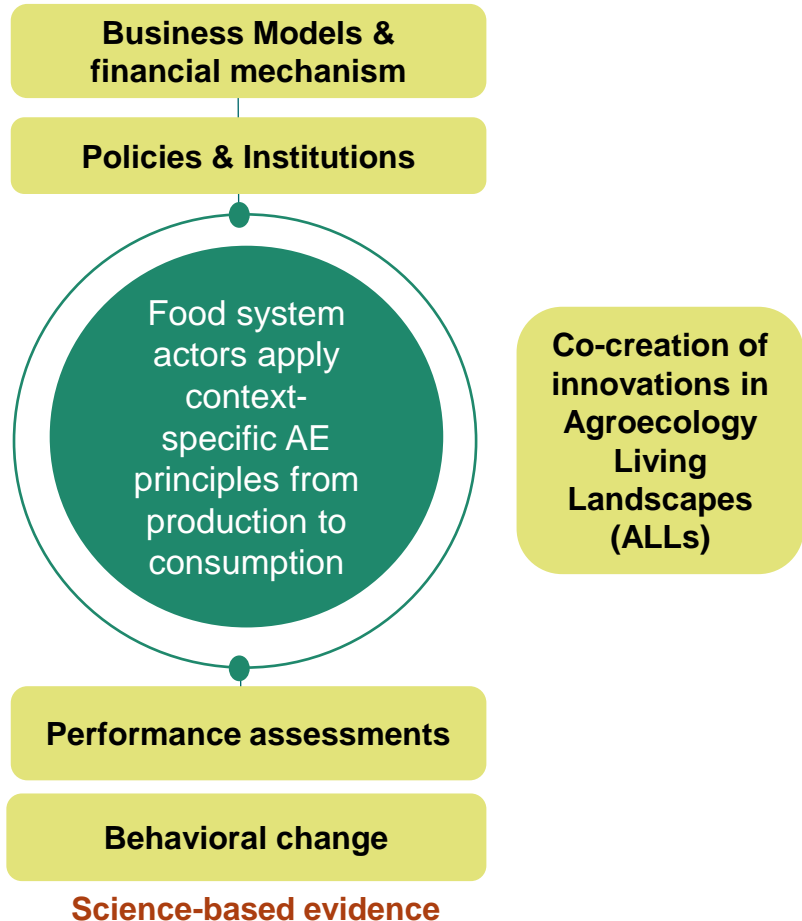 Business Models &
financial mechanism
Policies & Institutions
Food system
actors apply
context-
specific AE
principles from
production to
consumption
Co-creation of
innovations in
Agroecology
Living
Landscapes
(ALLs)
Performance assessments
Behavioral change
Science-based evidence